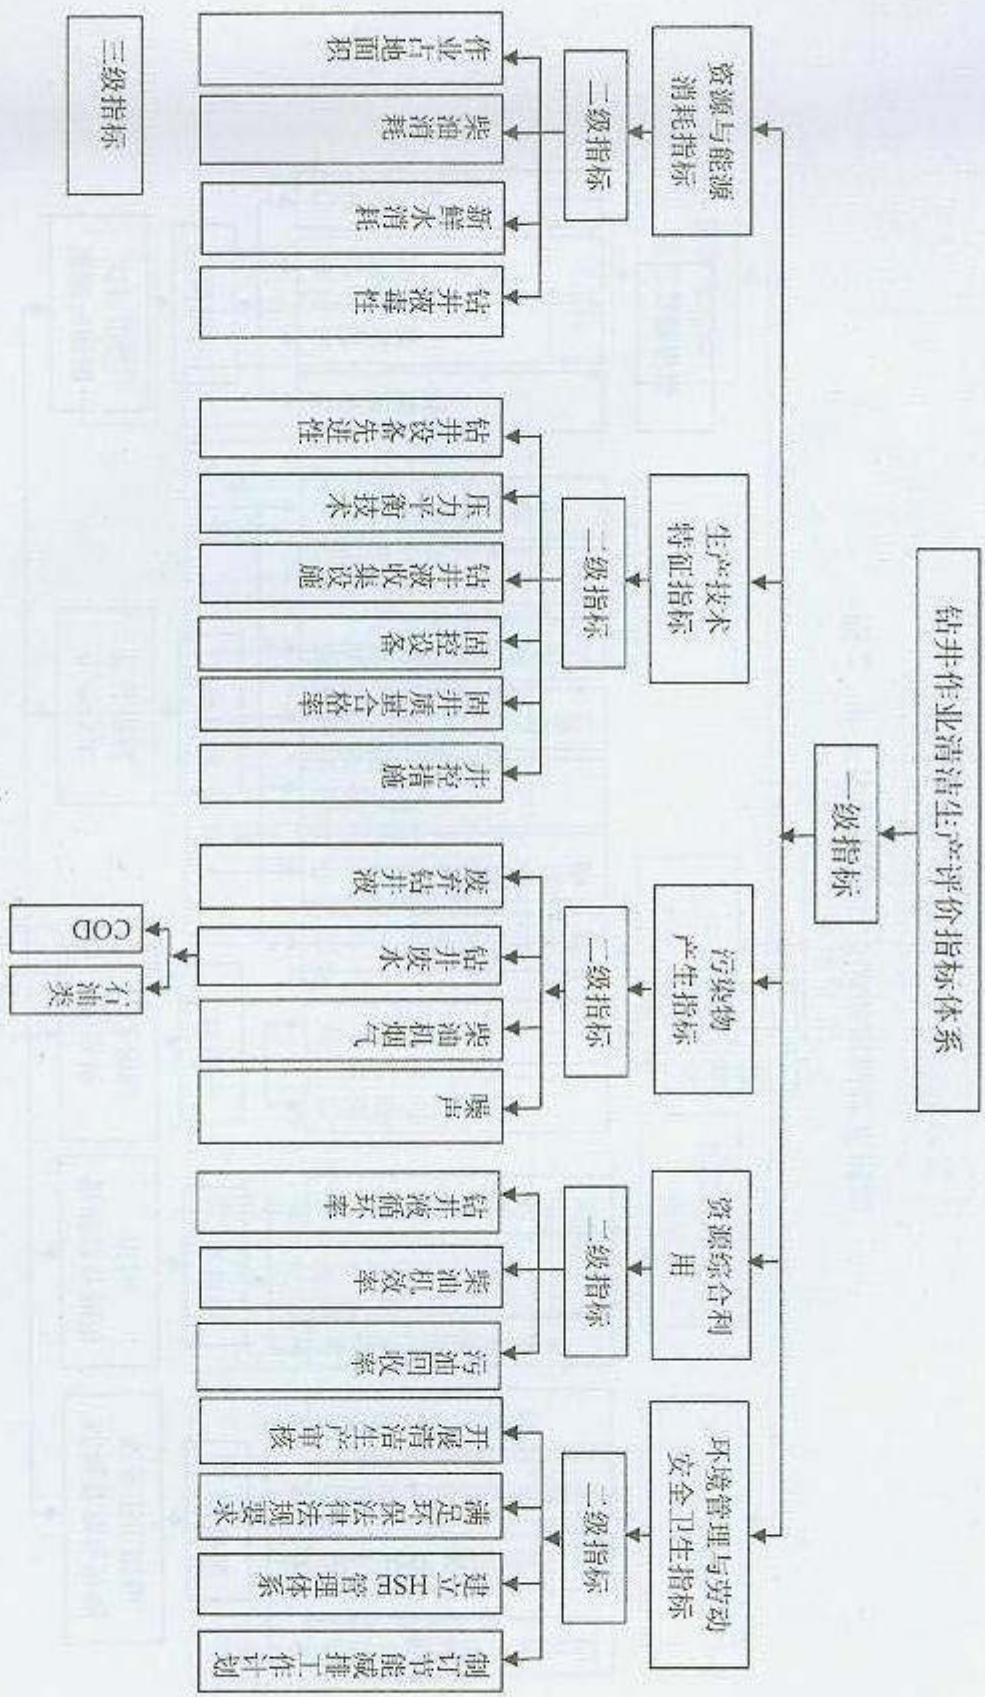 钻井作业清洁生产评价指标体系
一级指标
资源与能源
消耗指标
生产技术
特征指标
污染物
产生指标
资源综合利
用
环境管理与劳动
安全卫生指标
二级指标
二级指标
二级指标
二级指标
二级指标
作业占地面积
柴油消耗
新鲜水消耗
钻井液毒性
钻井设备先进性
压力平衡技术
钻井液收集设施
固控设备
固井质量合格率
井控措施
废弃钻井液
钻井废水
柴油机烟气
噪声
钻井液循环率
柴油机效率
污油回收率
开展清洁生产审核
满足环保法律法规要求
建立 HSE 管理体系
制订节能减排工作计划
三级指标
COD
石油类